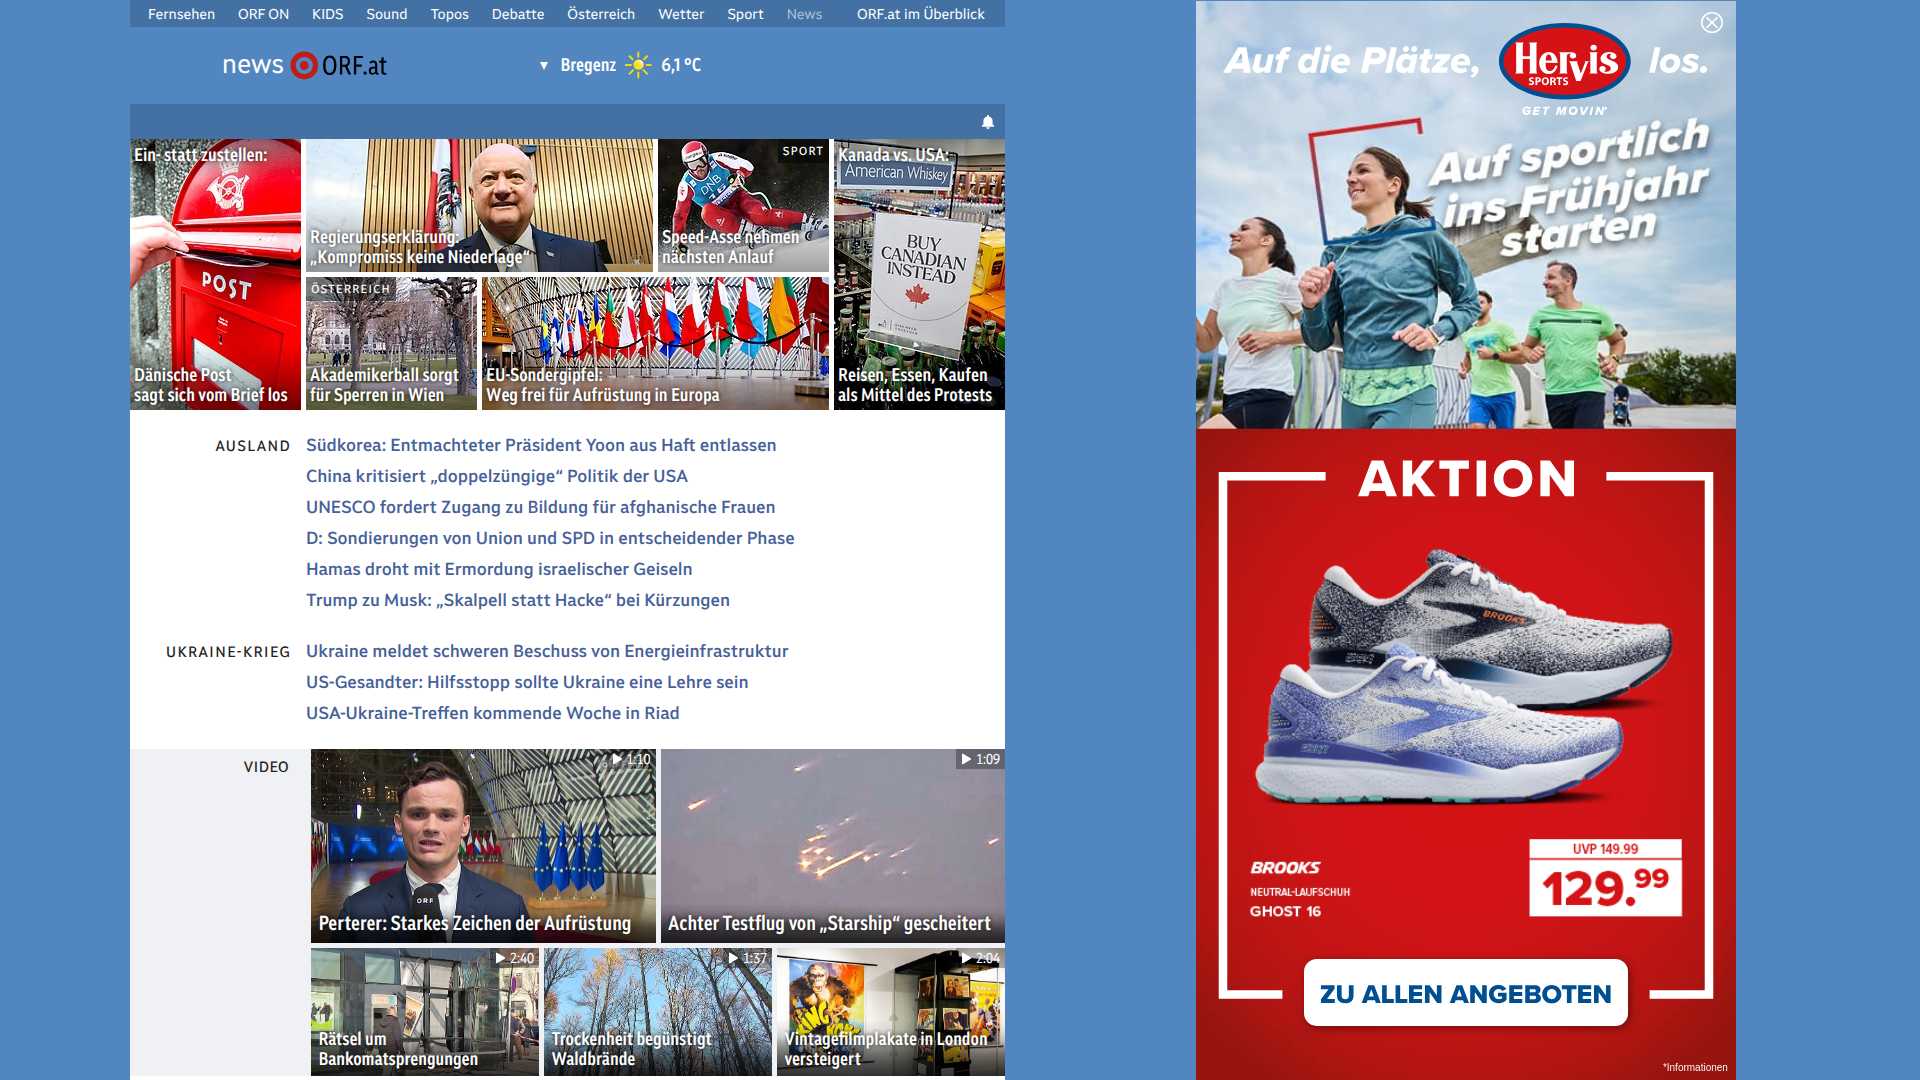 Fernsehen ORF ON KIDS Sound Topos Debatte Österreich Wetter Sport News ORF.at im Überblick
news ORF.at
Bregenz 6,1 °C
Ein- statt zustellen:
POST
Dänische Post
sagt sich vom Brief los
Regierungserklärung:
„Kompromiss keine Niederlage“
SPORT
DNB
Speed-Asse nehmen
nächsten Anlauf
Kanada vs. USA:
American Whiskey
BUY
CANADIAN
INSTEAD
Reisen, Essen, Kaufen
als Mittel des Protests
ÖSTERREICH
Akademikerball sorgt
für Sperren in Wien
EU-Sondergipfel:
Weg frei für Aufrüstung in Europa
AUSLAND
Südkorea: Entmachteter Präsident Yoon aus Haft entlassen
China kritisiert „doppelzüngige“ Politik der USA
UNESCO fordert Zugang zu Bildung für afghanische Frauen
D: Sondierungen von Union und SPD in entscheidender Phase
Hamas droht mit Ermordung israelischer Geiseln
Trump zu Musk: „Skalpell statt Hacke“ bei Kürzungen
UKRAINE-KRIEG
Ukraine meldet schweren Beschuss von Energieinfrastruktur
US-Gesandter: Hilfsstopp sollte Ukraine eine Lehre sein
USA-Ukraine-Treffen kommende Woche in Riad
VIDEO
1:10
ORF
Perterer: Starkes Zeichen der Aufrüstung
1:09
Achter Testflug von „Starship“ gescheitert
2:40
Rätsel um
Bankomatsprengungen
1:37
Trockenheit begünstigt
Waldbrände
2:04
KING
Vintagefilmplakate in London
versteigert
Auf die Plätze, Hervis SPORTS los.
GET MOVIN'
Auf sportlich
ins Frühjahr
starten
AKTION
BROOKS
BROOKS
BROOKS
NEUTRAL-LAUFSCHUH
GHOST 16
UVP 149.99
129.99
ZU ALLEN ANGEBOTEN
*Informationen